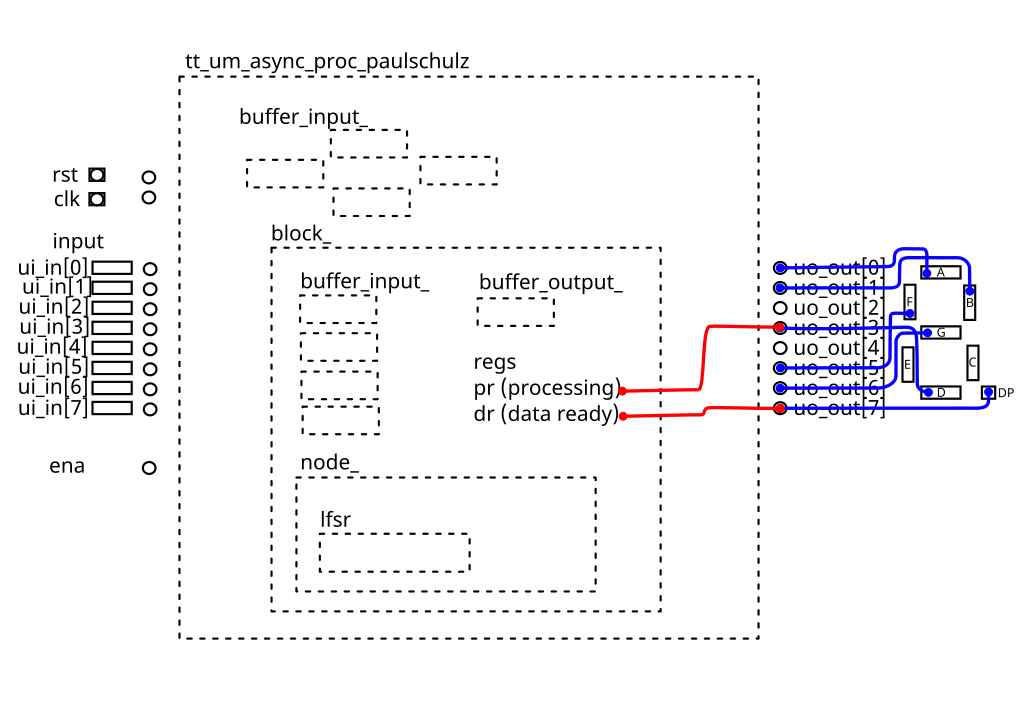 tt_um_async_proc_paulschulz
buffer_input_
rst
clk
input
ui_in[0]
ui_in[1]
ui_in[2]
ui_in[3]
ui_in[4]
ui_in[5]
ui_in[6]
ui_in[7]
ena
block_
buffer_input_
buffer_output_
regs
pr (processing)
dr (data ready)
node_
lfsr
uo_out[0]
uo_out[1]
uo_out[2]
uo_out[3]
uo_out[4]
uo_out[5]
uo_out[6]
uo_out[7]
A
F
B
G
E
C
D
DP